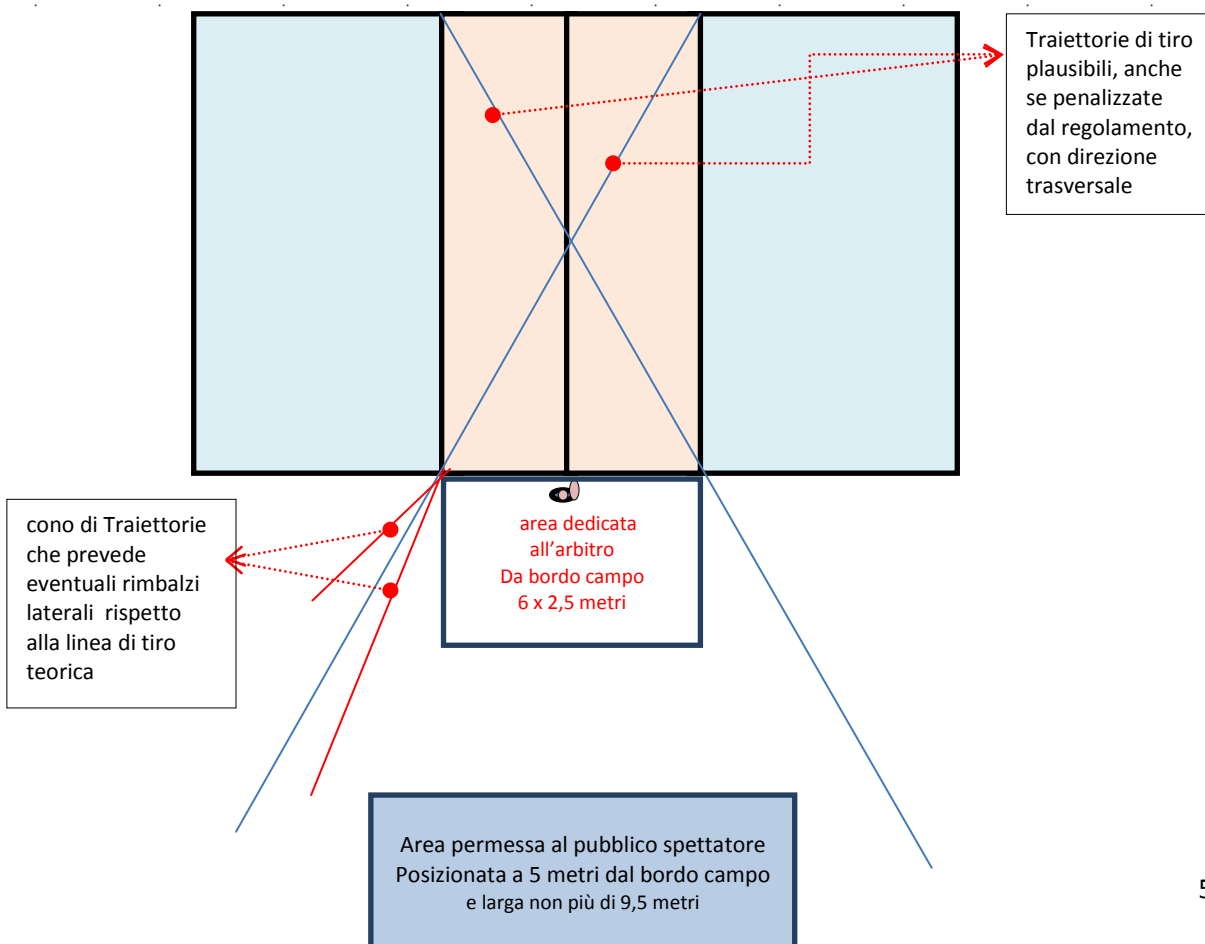 Traiettorie di tiro
plausibili, anche
se penalizzate
dal regolamento,
con direzione
trasversale
cono di Traiettorie
che prevede
eventuali rimbalzi
laterali rispetto
alla linea di tiro
teorica
area dedicata
all’arbitro
Da bordo campo
6 x 2,5 metri
Area permessa al pubblico spettatore
Posizionata a 5 metri dal bordo campo
e larga non più di 9,5 metri
5